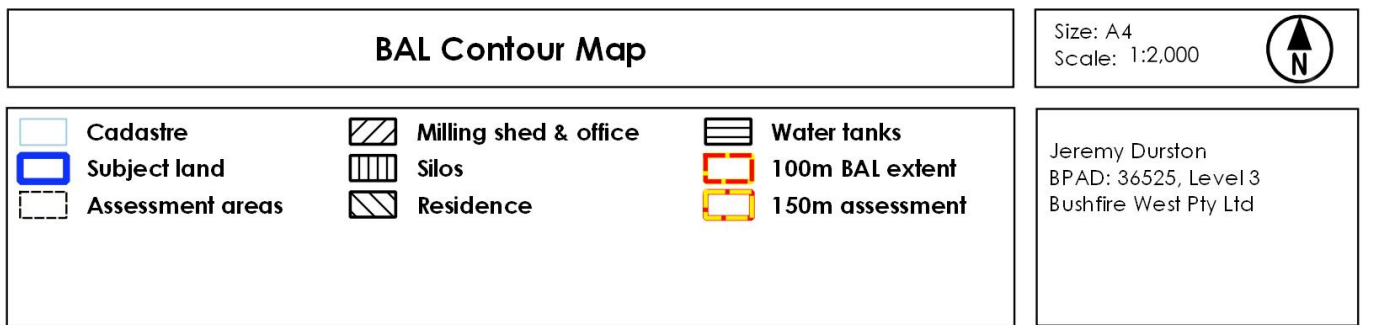 BAL Contour Map
Size: A4
Scale: 1:2,000
N
Cadastre
Subject land
Assessment areas
Milling shed & office
Silos
Residence
Water tanks
100m BAL extent
150m assessment
Jeremy Durston
BPAD: 36525, Level 3
Bushfire West Pty Ltd